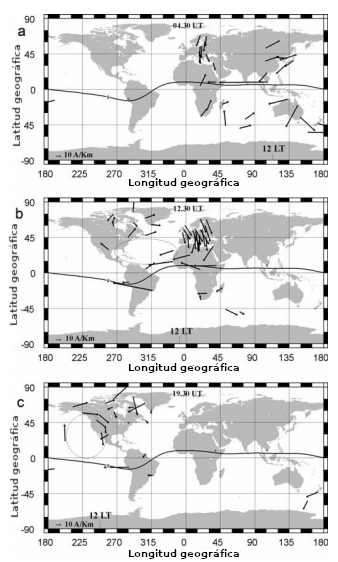 a
04.30 UT
Latitud geográfica
90
45
0
-45
-90
12 LT
→ 10 A/Km
180 225 270 315 0 45 90 135 180
Longitud geográfica
b
12.30 UT
Latitud geográfica
90
45
0
-45
-90
12 LT
→ 10 A/Km
180 225 270 315 0 45 90 135 180
Longitud geográfica
c
19.30 UT
Latitud geográfica
90
45
0
-45
-90
12 LT
→ 10 A/Km
180 225 270 315 0 45 90 135 180
Longitud geográfica